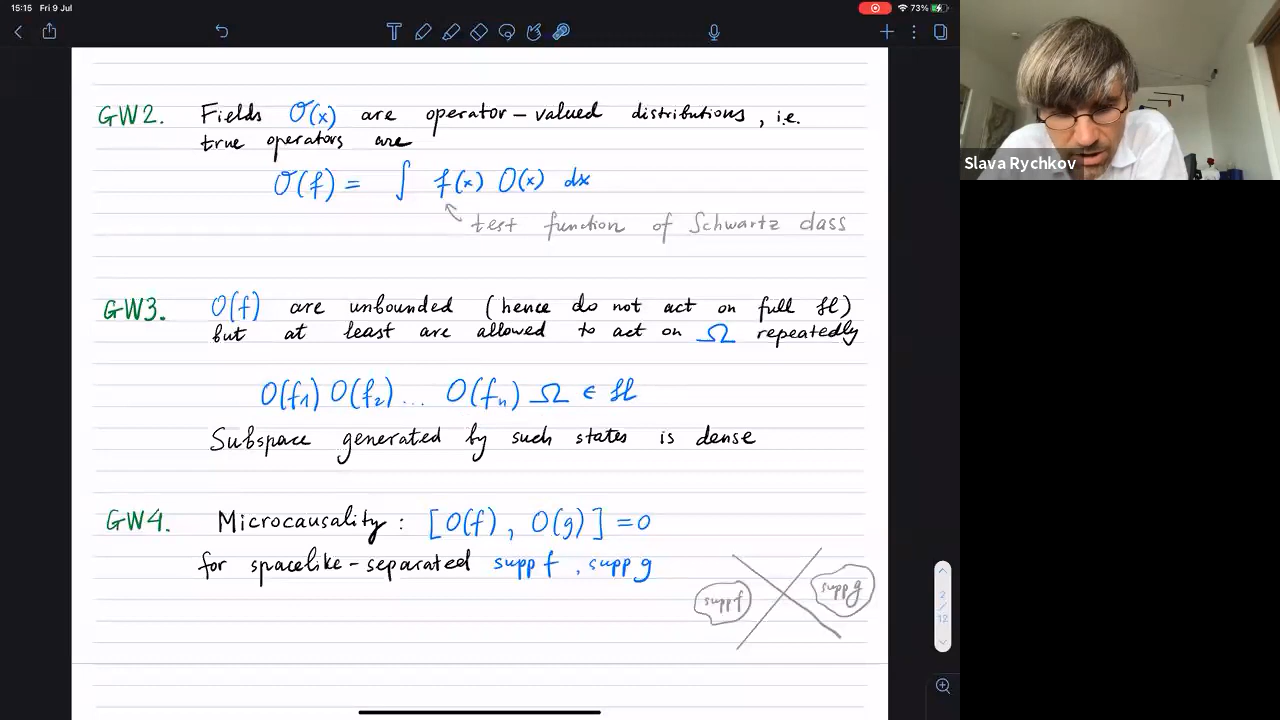 15:15 Fri 9 Jul
73%
GW2. Fields O(x) are operator-valued distributions, i.e.
true operators are
O(f) = ∫ f(x) O(x) dx
test function of Schwartz class
GW3. O(f) are unbounded (hence do not act on full ℋ)
but at least are allowed to act on Ω repeatedly
O(f₁) O(f₂) ... O(fₙ) Ω ∈ ℋ
Subspace generated by such states is dense
GW4. Microcausality: [O(f), O(g)] = 0
for spacelike-separated supp f, supp g
supp f
supp g
2
/
12
Slava Rychkov